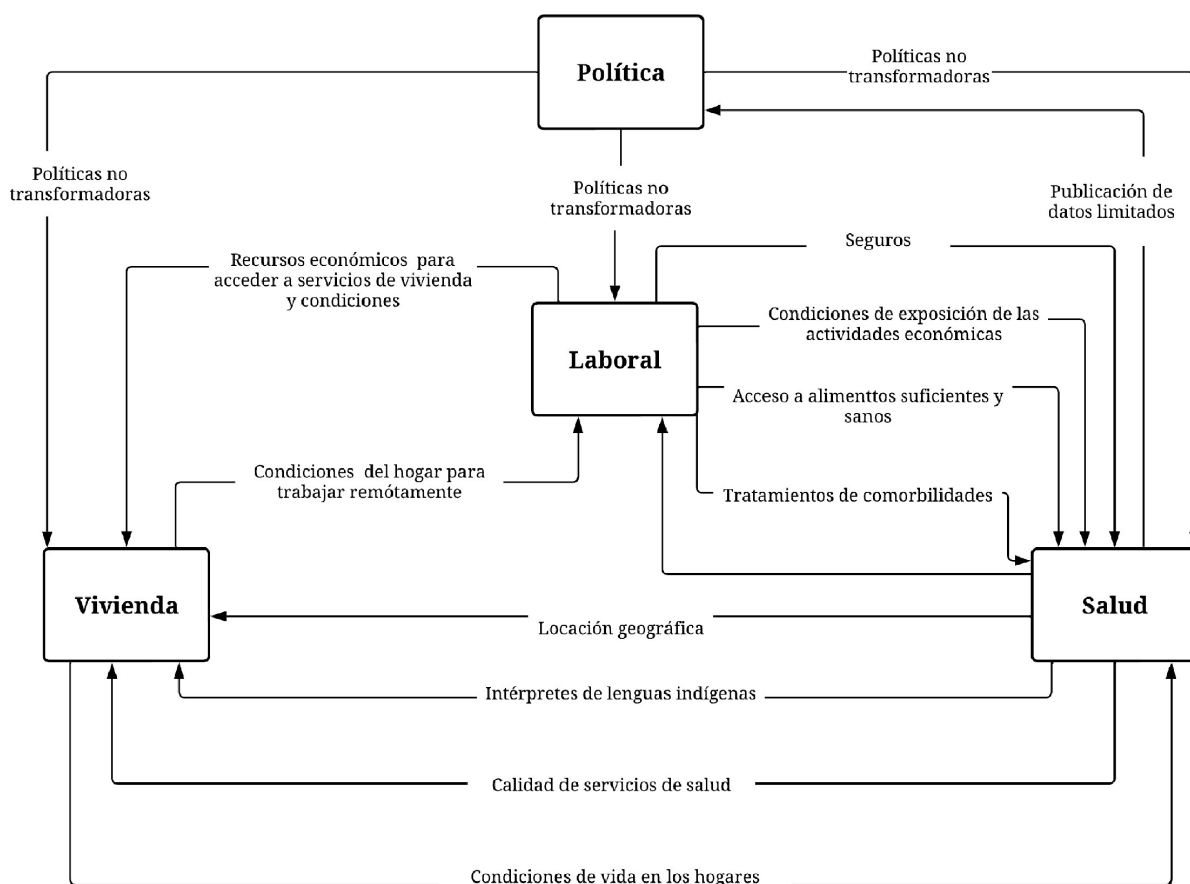 Política
Políticas no
transformadoras
Políticas no
transformadoras
Políticas no
transformadoras
Publicación de
datos limitados
Seguros
Recursos económicos para
acceder a servicios de vivienda
y condiciones
Condiciones de exposición de las
actividades económicas
Laboral
Acceso a alimenttos suficientes y
sanos
Condiciones del hogar para
trabajar remótamente
Tratamientos de comorbilidades
Vivienda
Salud
Locación geográfica
Intérpretes de lenguas indígenas
Calidad de servicios de salud
Condiciones de vida en los hogares